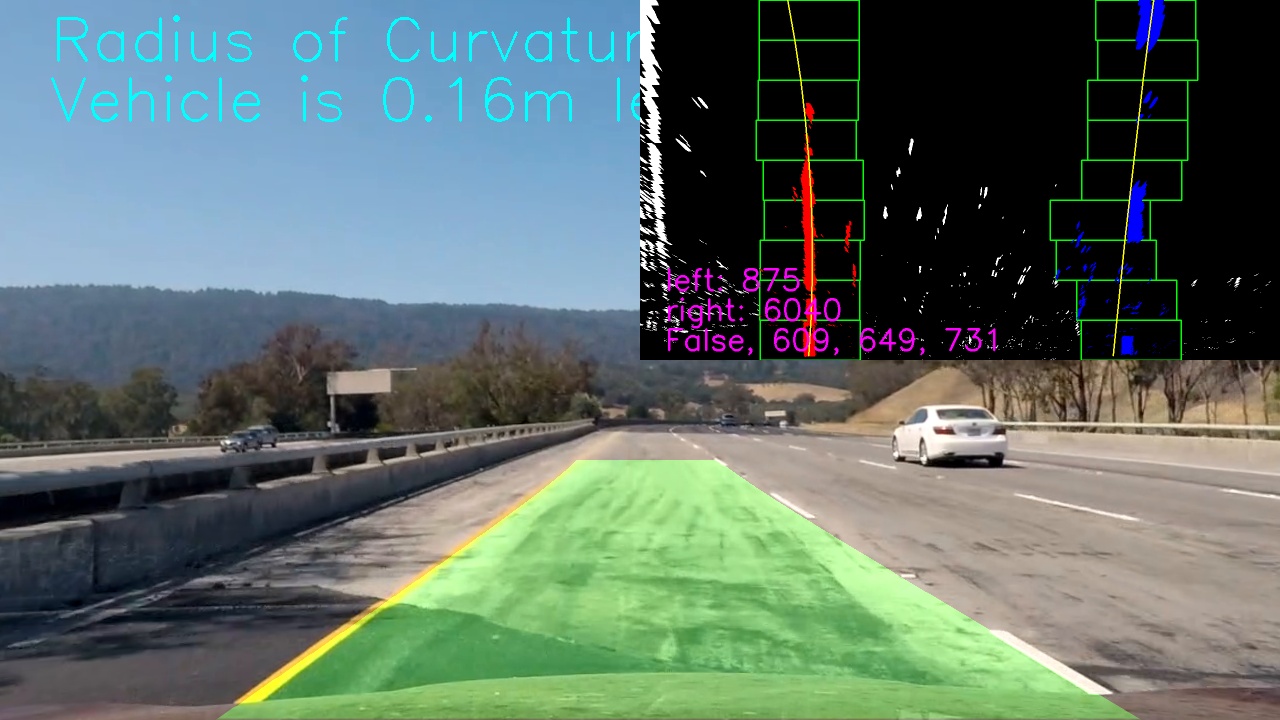 Radius of Curvatur
Vehicle is 0.16m le
left: 875
right: 6040
False, 609, 649, 731